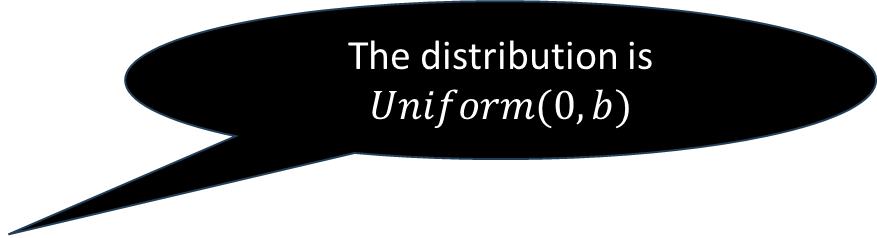 The distribution is
Uniform(0, b)